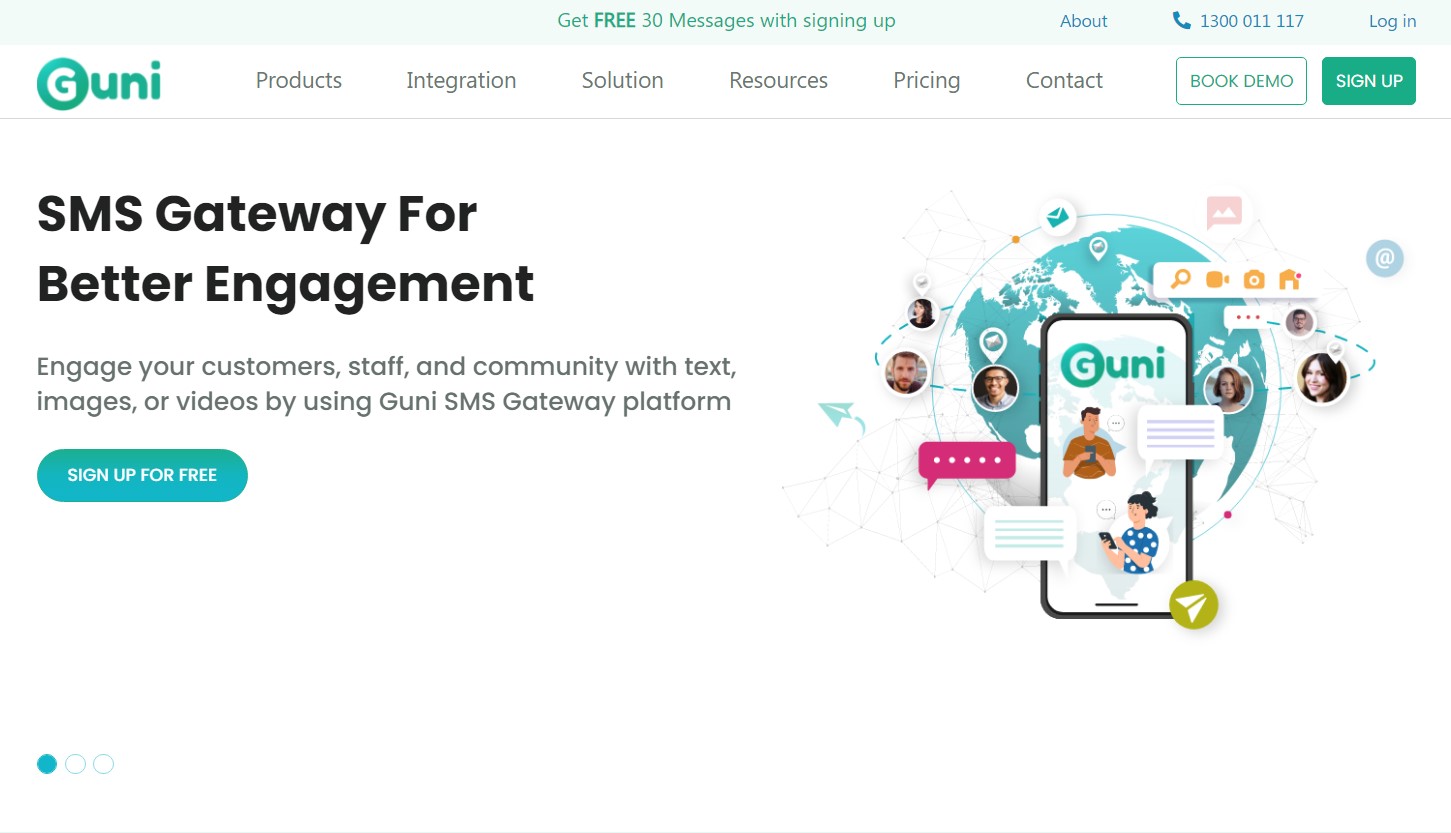 Get FREE 30 Messages with signing up
About
1300 011 117
Log in
Guni
Products
Integration
Solution
Resources
Pricing
Contact
BOOK DEMO
SIGN UP
SMS Gateway For
Better Engagement
Engage your customers, staff, and community with text,
images, or videos by using Guni SMS Gateway platform
SIGN UP FOR FREE
@
Guni